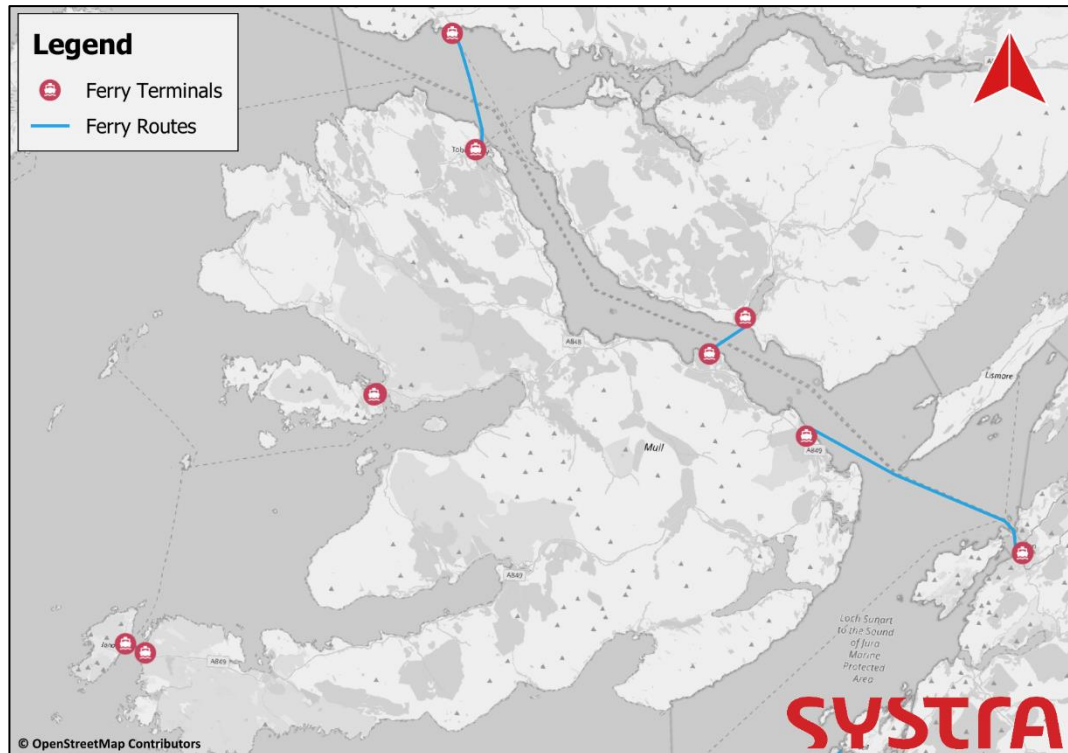 Legend
Ferry Terminals
Ferry Routes
A848
Lismore
Mull
A849
A849
A849
Loch Sunart
to the Sound
of Jura
Marine
Protected
Area
SYSTRA
© OpenStreetMap Contributors